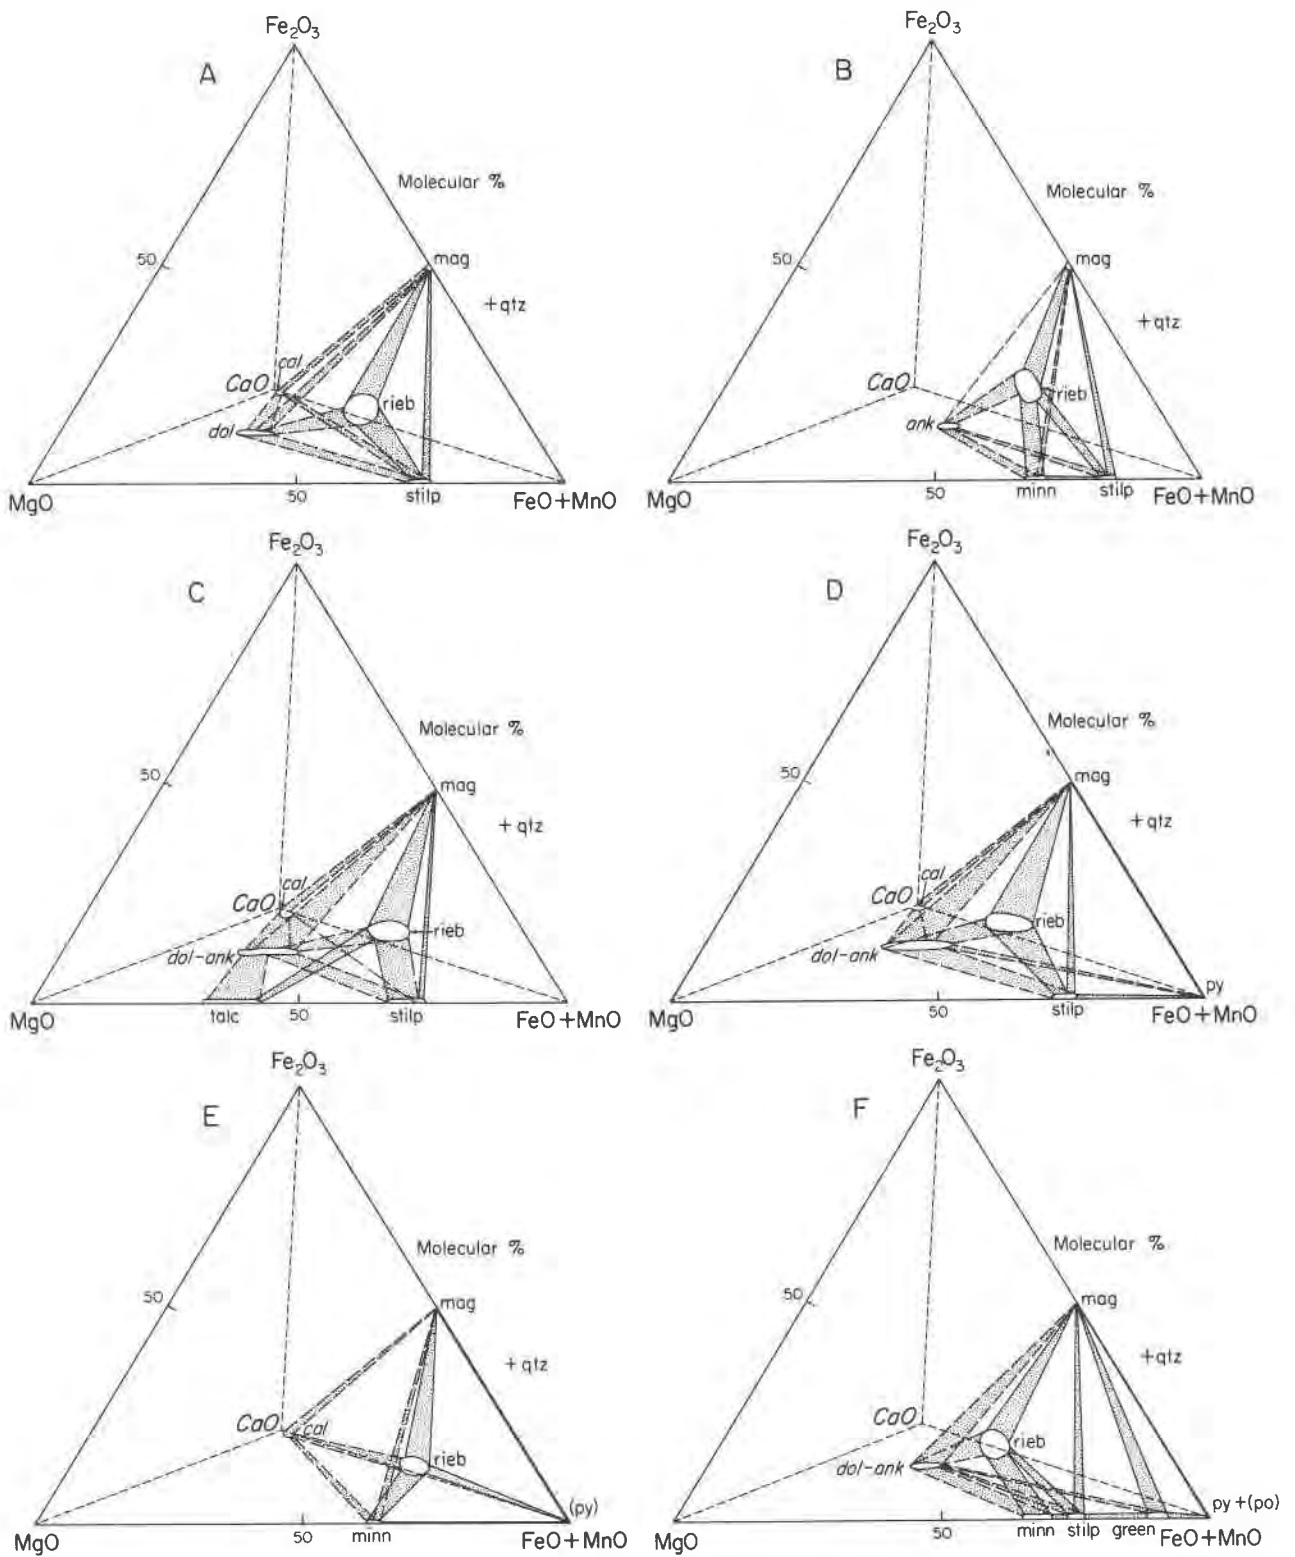 Fe₂O₃
A
Molecular %
50
mag
+qtz
cal
CaO
rieb
dol
MgO
50
stilp
FeO+MnO
Fe₂O₃
B
Molecular %
50
mag
+qtz
CaO
rieb
ank
MgO
50
minn
stilp
FeO+MnO
Fe₂O₃
C
Molecular %
50
mag
+qtz
cal
CaO
rieb
dol-ank
MgO
talc
50
stilp
FeO+MnO
Fe₂O₃
D
Molecular %
50
mag
+qtz
cal
CaO
rieb
dol-ank
py
MgO
50
stilp
FeO+MnO
Fe₂O₃
E
Molecular %
50
mag
+qtz
CaO
cal
rieb
(py)
MgO
50
minn
FeO+MnO
Fe₂O₃
F
Molecular %
50
mag
+qtz
CaO
rieb
dol-ank
py+(po)
MgO
50
minn
stilp
green
FeO+MnO